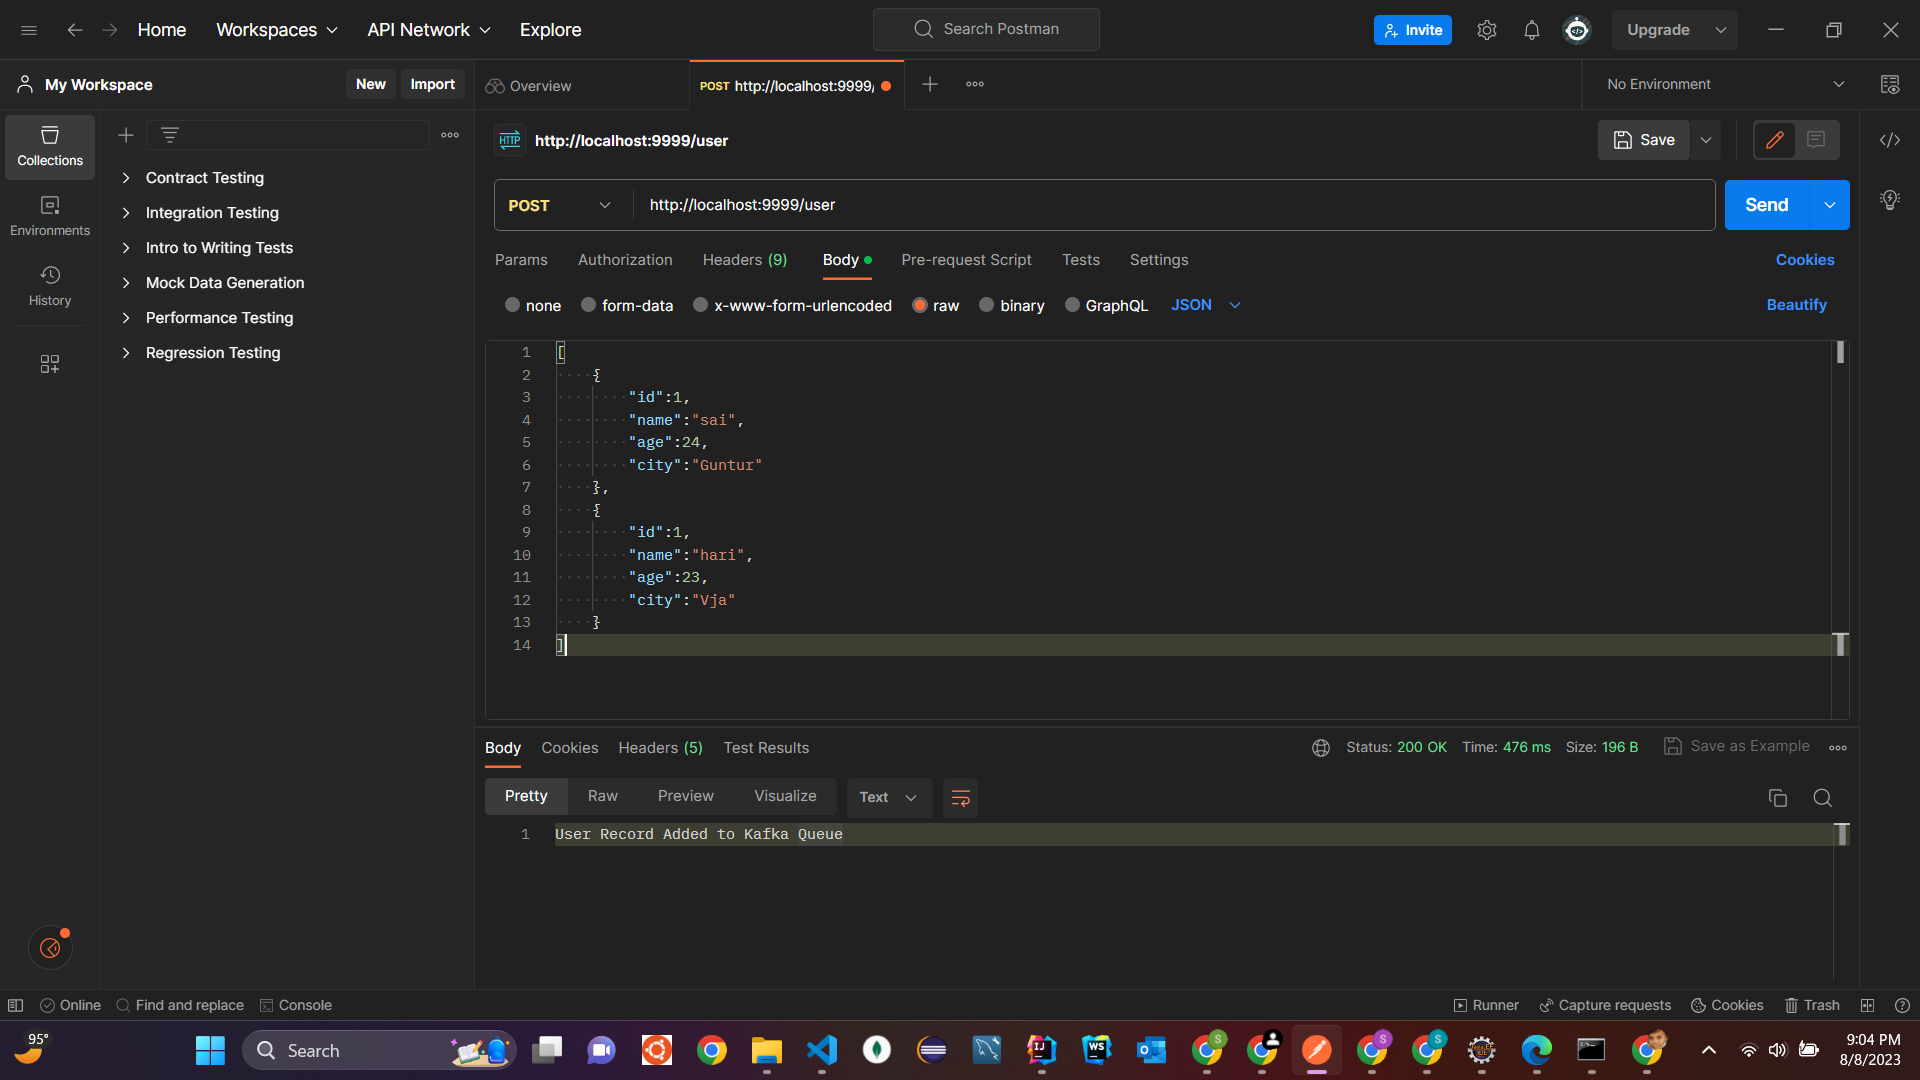 Home Workspaces API Network Explore Search Postman Invite Upgrade
My Workspace New Import Overview POST http://localhost:9999/ No Environment
Collections
Environments
History
Contract Testing
Integration Testing
Intro to Writing Tests
Mock Data Generation
Performance Testing
Regression Testing
HTTP http://localhost:9999/user Save
POST http://localhost:9999/user Send
Params Authorization Headers (9) Body Pre-request Script Tests Settings Cookies
none form-data x-www-form-urlencoded raw binary GraphQL JSON Beautify
1 [
2 {
3 "id":1,
4 "name":"sai",
5 "age":24,
6 "city":"Guntur"
7 },
8 {
9 "id":1,
10 "name":"hari",
11 "age":23,
12 "city":"Vja"
13 }
14 ]
Body Cookies Headers (5) Test Results Status: 200 OK Time: 476 ms Size: 196 B Save as Example
Pretty Raw Preview Visualize Text
1 User Record Added to Kafka Queue
Online Find and replace Console Runner Capture requests Cookies Trash
95° Search IJ WS S S S 9:04 PM
8/8/2023